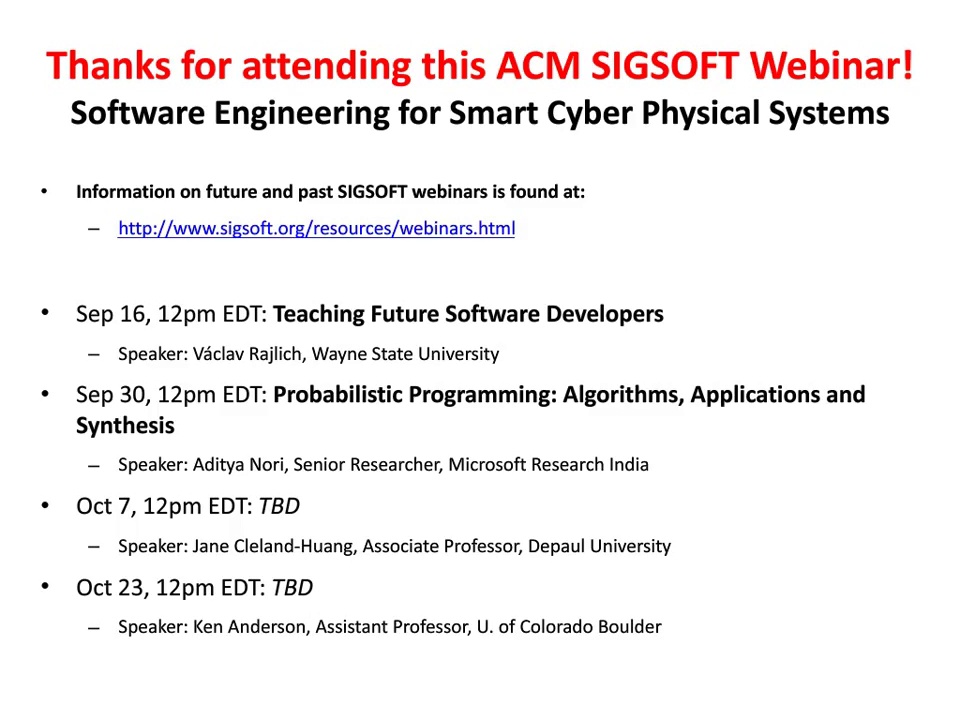 Thanks for attending this ACM SIGSOFT Webinar!
Software Engineering for Smart Cyber Physical Systems
• Information on future and past SIGSOFT webinars is found at:
– http://www.sigsoft.org/resources/webinars.html
• Sep 16, 12pm EDT: Teaching Future Software Developers
– Speaker: Václav Rajlich, Wayne State University
• Sep 30, 12pm EDT: Probabilistic Programming: Algorithms, Applications and
Synthesis
– Speaker: Aditya Nori, Senior Researcher, Microsoft Research India
• Oct 7, 12pm EDT: TBD
– Speaker: Jane Cleland-Huang, Associate Professor, Depaul University
• Oct 23, 12pm EDT: TBD
– Speaker: Ken Anderson, Assistant Professor, U. of Colorado Boulder